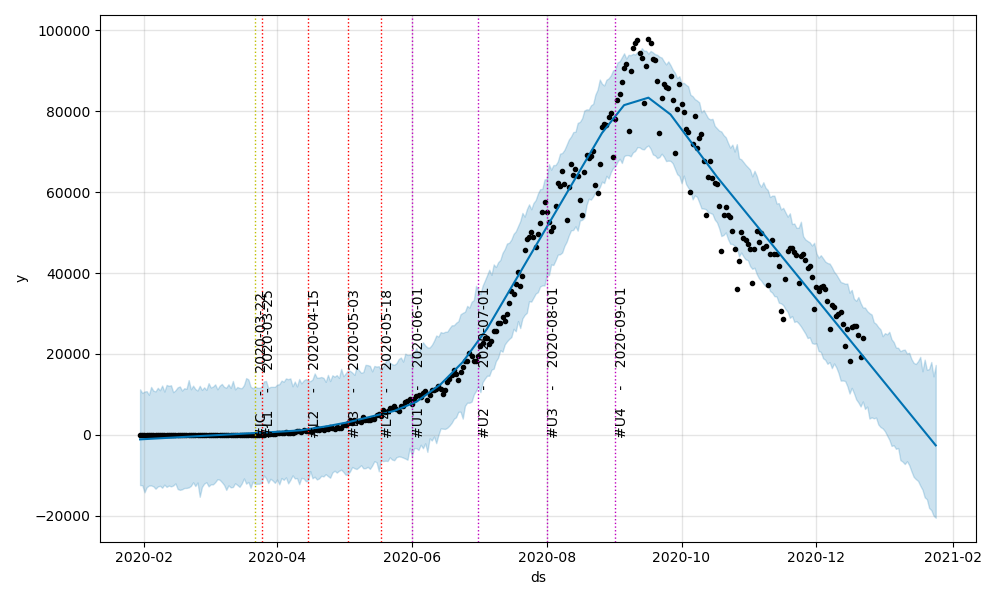 100000
80000
60000
40000
20000
0
−20000
y
#JC - 2020-03-22
#L1 - 2020-03-25
#L2 - 2020-04-15
#L3 - 2020-05-03
#L4 - 2020-05-18
#U1 - 2020-06-01
#U2 - 2020-07-01
#U3 - 2020-08-01
#U4 - 2020-09-01
2020-02
2020-04
2020-06
2020-08
2020-10
2020-12
2021-02
ds